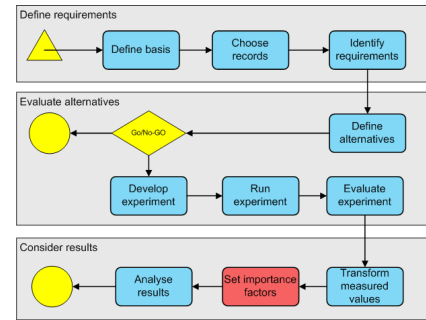 Define requirements
Define basis
Choose
records
Identify
requirements
Evaluate alternatives
Go/No-GO
Define
alternatives
Develop
experiment
Run
experiment
Evaluate
experiment
Consider results
Analyse
results
Set importance
factors
Transform
measured
values